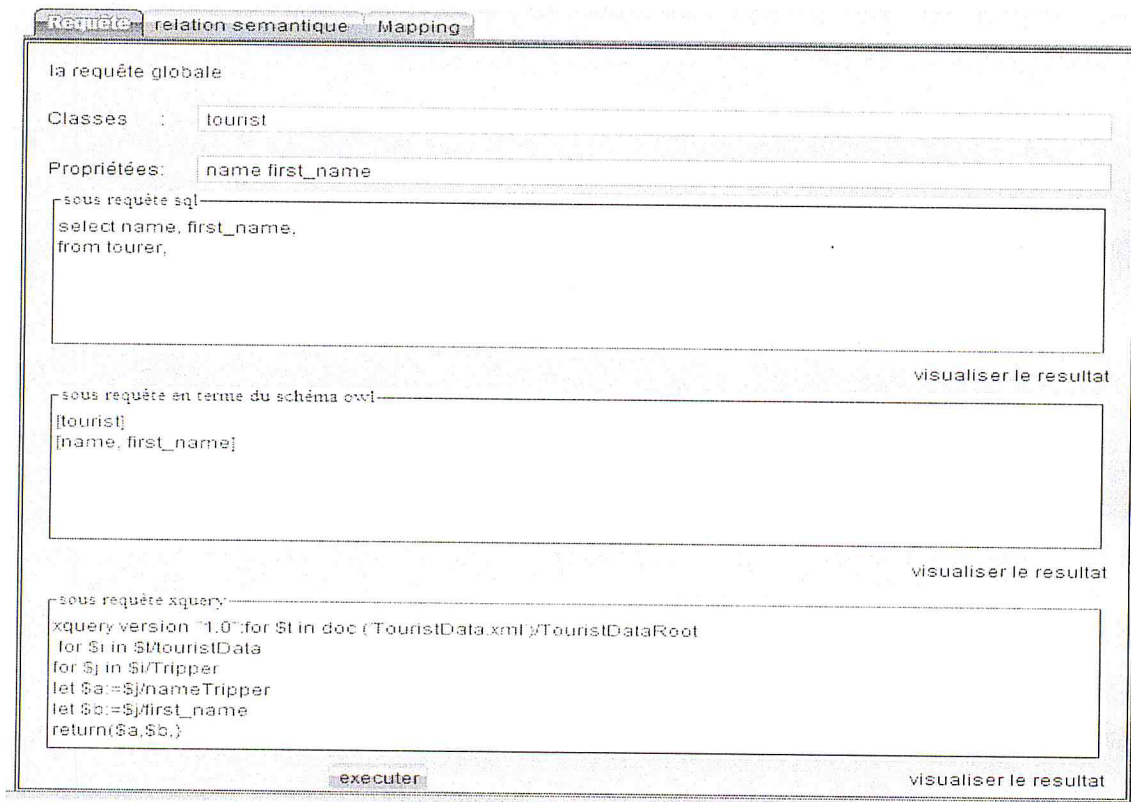 Requête relation semantique Mapping
la requête globale
Classes : tourist
Propriétées: name first_name
sous requête sql
select name, first_name,
from tourer,
visualiser le resultat
sous requête en terme du schéma owl
[tourist]
[name, first_name]
visualiser le resultat
sous requête xquery
xquery version "1.0";for $t in doc ('TouristData.xml')/TouristDataRoot
for $i in $t/touristData
for $j in $i/Tripper
let $a:=$j/nameTripper
let $b:=$j/first_name
return($a,$b,)
executer visualiser le resultat